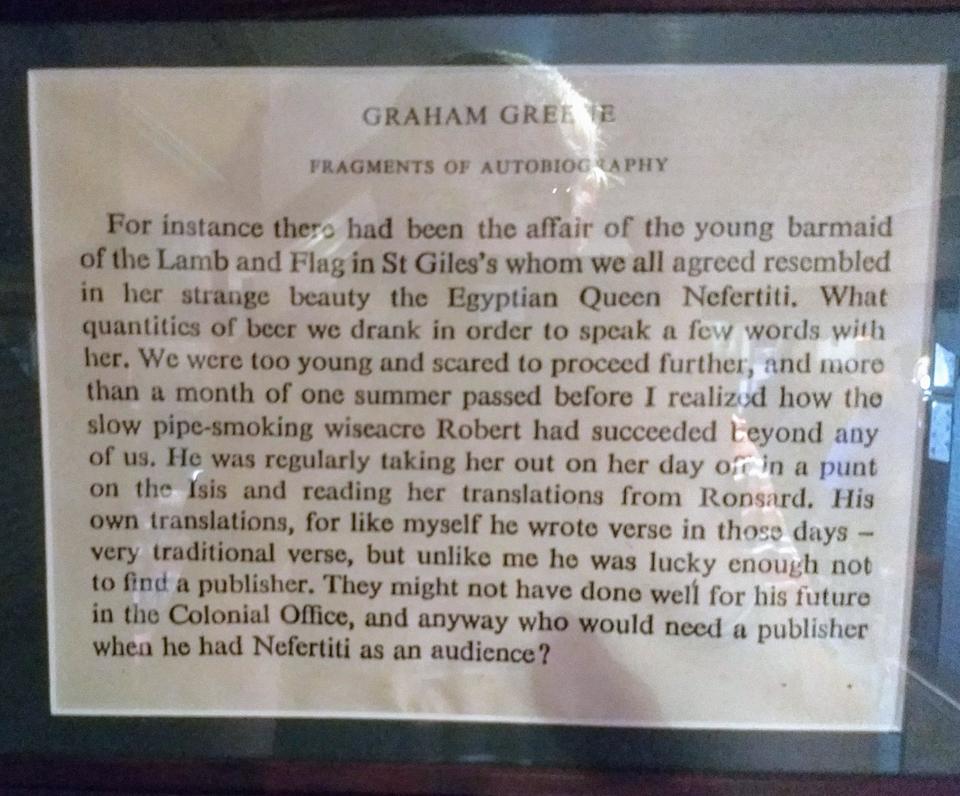 GRAHAM GREENE
FRAGMENTS OF AUTOBIOGRAPHY
For instance there had been the affair of the young barmaid
of the Lamb and Flag in St Giles's whom we all agreed resembled
in her strange beauty the Egyptian Queen Nefertiti. What
quantities of beer we drank in order to speak a few words with
her. We were too young and scared to proceed further, and more
than a month of one summer passed before I realized how the
slow pipe-smoking wiseacre Robert had succeeded beyond any
of us. He was regularly taking her out on her day off in a punt
on the Isis and reading her translations from Ronsard. His
own translations, for like myself he wrote verse in those days –
very traditional verse, but unlike me he was lucky enough not
to find a publisher. They might not have done well for his future
in the Colonial Office, and anyway who would need a publisher
when he had Nefertiti as an audience?